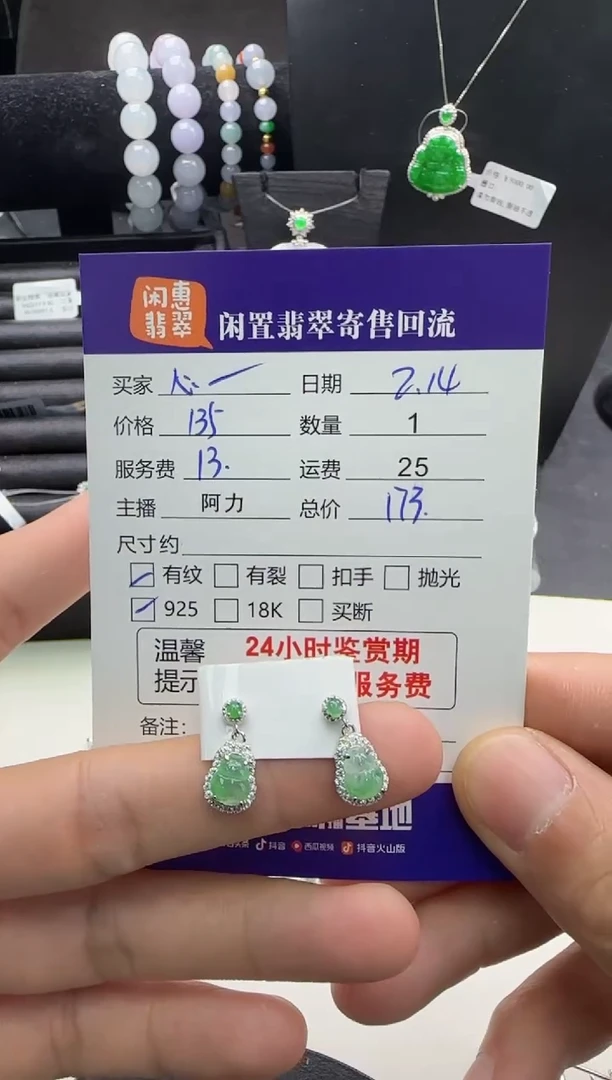 闲惠
翡翠
闲置翡翠寄售回流
买家 心一 日期 2.14
价格 135 数量 1
服务费 13. 运费 25
主播 阿力 总价 173.
尺寸约
有纹 有裂 扣手 抛光
925 18K 买断
温馨 24小时鉴赏期
提示 服务费
备注:
基地
抖音 西瓜视频 抖音火山版